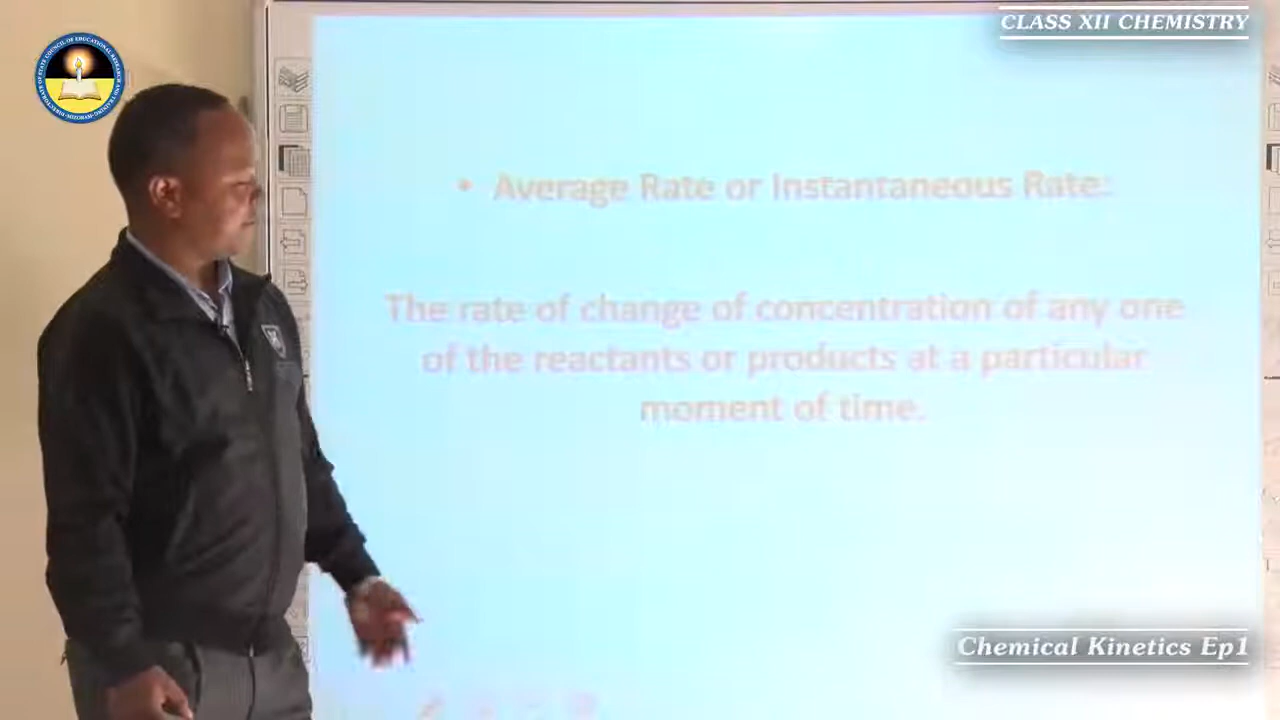 CLASS XII CHEMISTRY
• Average Rate or Instantaneous Rate:
The rate of change of concentration of any one
of the reactants or products at a particular
moment of time.
Chemical Kinetics Ep1